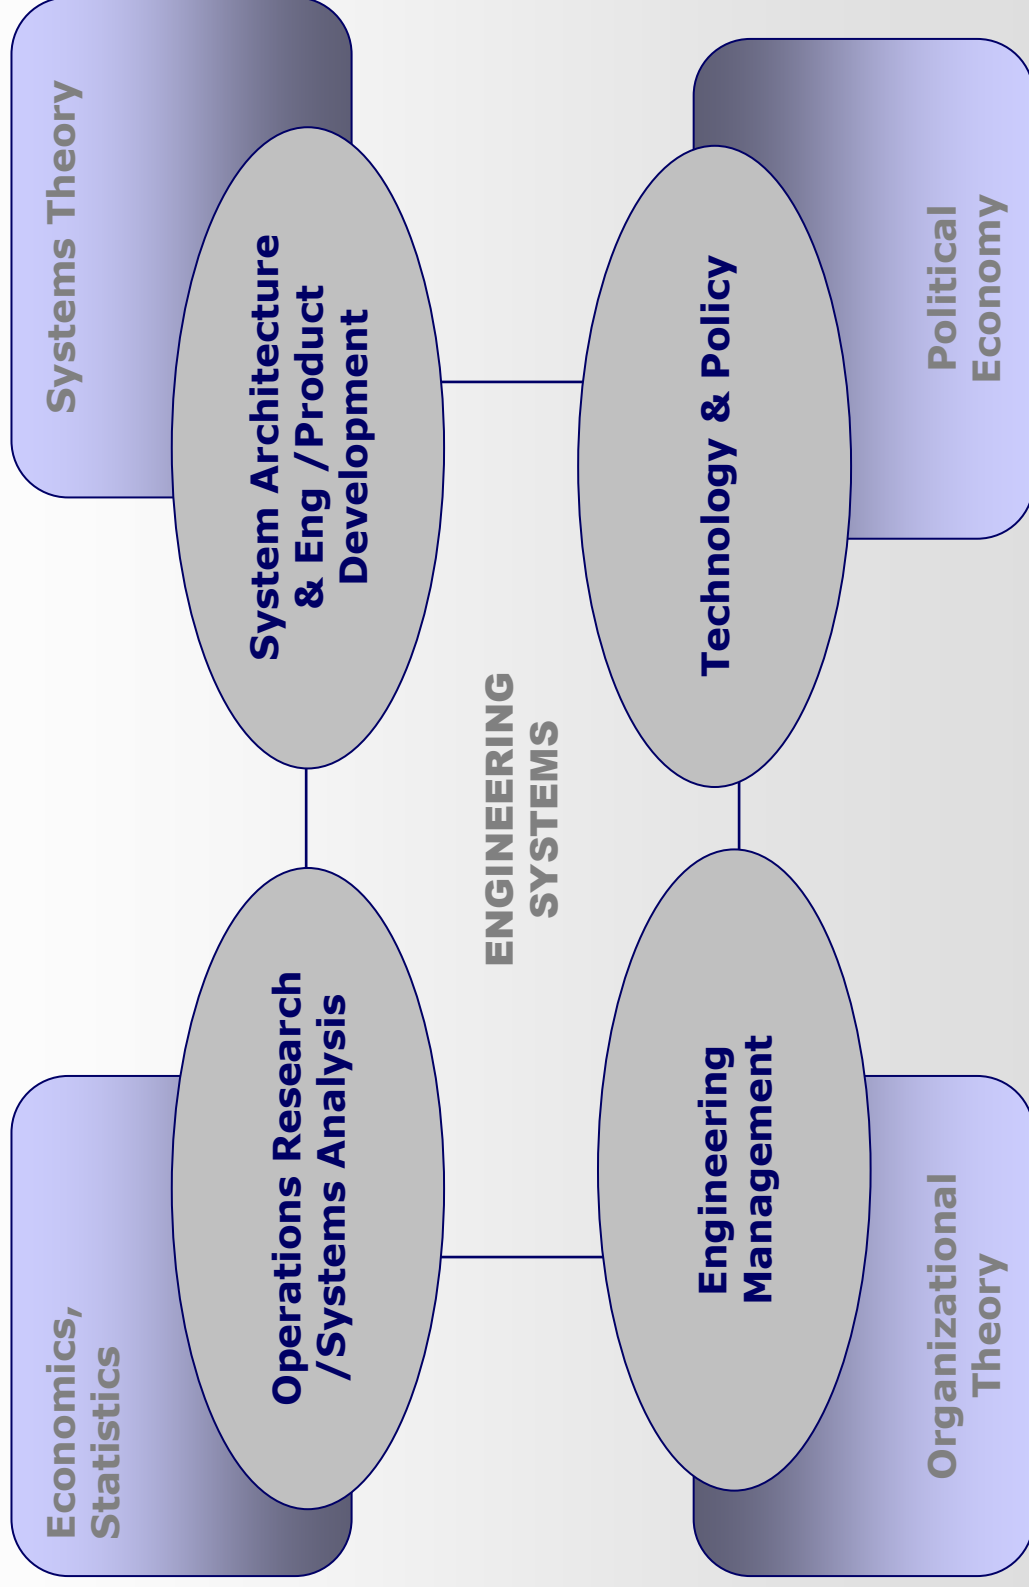 Economics,
Statistics
Systems Theory
Operations Research
/Systems Analysis
System Architecture
& Eng /Product
Development
ENGINEERING
SYSTEMS
Engineering
Management
Technology & Policy
Organizational
Theory
Political
Economy